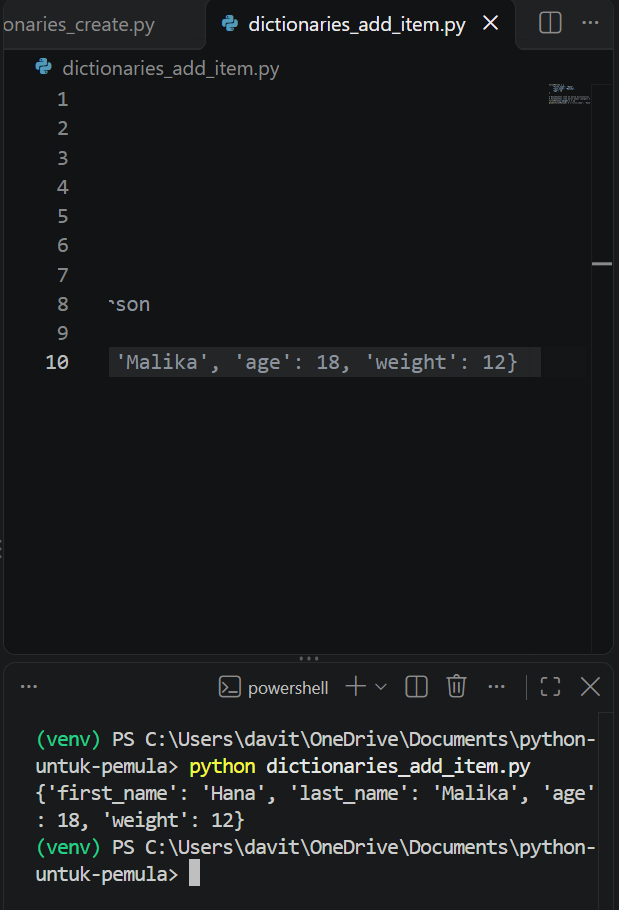 onaries_create.py dictionaries_add_item.py
dictionaries_add_item.py
1
2
3
4
5
6
7
8 rson
9
10 'Malika', 'age': 18, 'weight': 12}
powershell
(venv) PS C:\Users\davit\OneDrive\Documents\python-
untuk-pemula> python dictionaries_add_item.py
{'first_name': 'Hana', 'last_name': 'Malika', 'age'
: 18, 'weight': 12}
(venv) PS C:\Users\davit\OneDrive\Documents\python-
untuk-pemula>